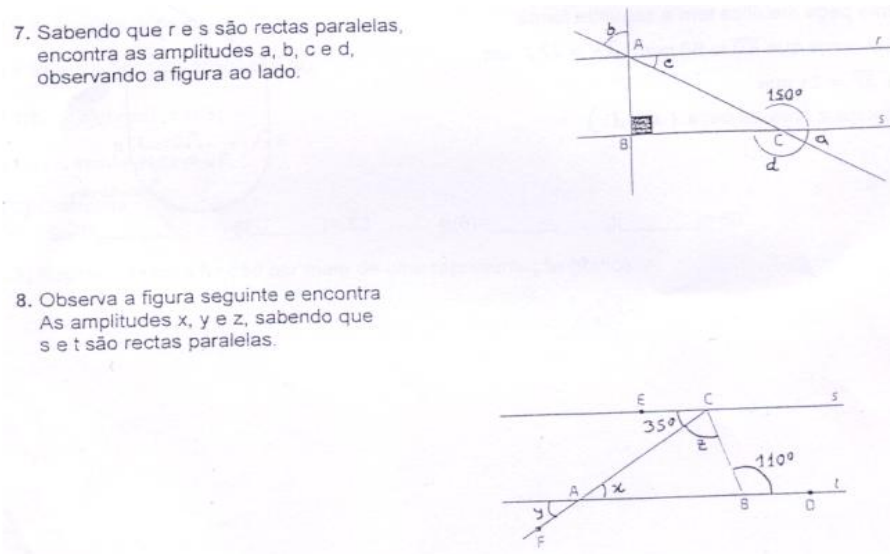 7. Sabendo que r e s são rectas paralelas,
encontra as amplitudes a, b, c e d,
observando a figura ao lado.
b
A
r
c
150º
s
B
C
a
d
8. Observa a figura seguinte e encontra
As amplitudes x, y e z, sabendo que
s e t são rectas paralelas.
E
C
s
35º
z
110º
A
x
t
y
B
D
F